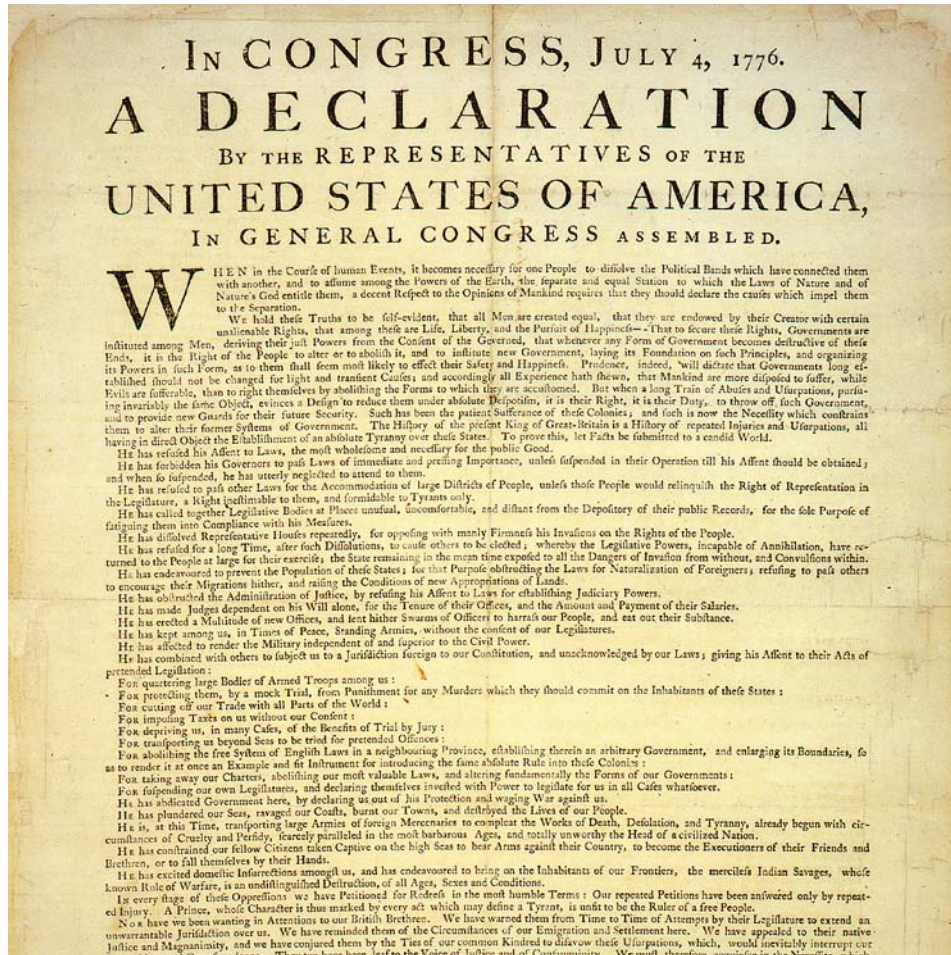 IN CONGRESS, JULY 4, 1776.
A DECLARATION
BY THE REPRESENTATIVES OF THE
UNITED STATES OF AMERICA,
IN GENERAL CONGRESS ASSEMBLED.
WHEN in the Courſe of human Events, it becomes neceſſary for one People to diſſolve the Political Bands which have connected them
with another, and to aſſume among the Powers of the Earth, the ſeparate and equal Station to which the Laws of Nature and of
Nature's God entitle them, a decent Reſpect to the Opinions of Mankind requires that they ſhould declare the cauſes which impel them
to the Separation.
We hold theſe Truths to be ſelf-evident, that all Men are created equal, that they are endowed by their Creator with certain
unalienable Rights, that among theſe are Life, Liberty, and the Purſuit of Happineſs--That to ſecure theſe Rights, Governments are
inſtituted among Men, deriving their juſt Powers from the Conſent of the Governed, that whenever any Form of Government becomes deſtructive of theſe
Ends, it is the Right of the People to alter or to aboliſh it, and to inſtitute new Government, laying its Foundation on ſuch Principles, and organizing
its Powers in ſuch Form, as to them ſhall ſeem moſt likely to effect their Safety and Happineſs. Prudence, indeed, will dictate that Governments long eſ-
tabliſhed ſhould not be changed for light and tranſient Cauſes; and accordingly all Experience hath ſhewn, that Mankind are more diſpoſed to ſuffer, while
Evils are ſufferable, than to right themſelves by aboliſhing the Forms to which they are accuſtomed. But when a long Train of Abuſes and Uſurpations, purſu-
ing invariably the ſame Object, evinces a Deſign to reduce them under abſolute Deſpotiſm, it is their Right, it is their Duty, to throw off ſuch Government,
and to provide new Guards for their future Security. Such has been the patient Sufferance of theſe Colonies; and ſuch is now the Neceſſity which conſtrains
them to alter their former Syſtems of Government. The Hiſtory of the preſent King of Great-Britain is a Hiſtory of repeated Injuries and Uſurpations, all
having in direct Object the Eſtabliſhment of an abſolute Tyranny over theſe States. To prove this, let Facts be ſubmitted to a candid World.
HE has refuſed his Aſſent to Laws, the moſt wholeſome and neceſſary for the public Good.
HE has forbidden his Governors to paſs Laws of immediate and preſſing Importance, unleſs ſuſpended in their Operation till his Aſſent ſhould be obtained;
and when ſo ſuſpended, he has utterly neglected to attend to them.
HE has refuſed to paſs other Laws for the Accommodation of large Diſtricts of People, unleſs thoſe People would relinquiſh the Right of Repreſentation in
the Legiſlature, a Right ineſtimable to them, and formidable to Tyrants only.
HE has called together Legiſlative Bodies at Places unuſual, uncomfortable, and diſtant from the Depoſitory of their public Records, for the ſole Purpoſe of
fatiguing them into Compliance with his Meaſures.
HE has diſſolved Repreſentative Houſes repeatedly, for oppoſing with manly Firmneſs his Invaſions on the Rights of the People.
HE has refuſed for a long Time, after ſuch Diſſolutions, to cauſe others to be elected; whereby the Legiſlative Powers, incapable of Annihilation, have re-
turned to the People at large for their exerciſe; the State remaining in the mean time expoſed to all the Dangers of Invaſion from without, and Convulſions within.
HE has endeavoured to prevent the Population of theſe States; for that Purpoſe obſtructing the Laws for Naturalization of Foreigners; refuſing to paſs others
to encourage their Migrations hither, and raiſing the Conditions of new Appropriations of Lands.
HE has obſtructed the Adminiſtration of Juſtice, by refuſing his Aſſent to Laws for eſtabliſhing Judiciary Powers.
HE has made Judges dependent on his Will alone, for the Tenure of their Offices, and the Amount and Payment of their Salaries.
HE has erected a Multitude of new Offices, and ſent hither Swarms of Officers to harraſs our People, and eat out their Subſtance.
HE has kept among us, in Times of Peace, Standing Armies, without the conſent of our Legiſlatures.
HE has affected to render the Military independent of and ſuperior to the Civil Power.
HE has combined with others to ſubject us to a Juriſdiction foreign to our Conſtitution, and unacknowledged by our Laws; giving his Aſſent to their Acts of
pretended Legiſlation:
FOR quartering large Bodies of Armed Troops among us:
FOR protecting them, by a mock Trial, from Puniſhment for any Murders which they ſhould commit on the Inhabitants of theſe States:
FOR cutting off our Trade with all Parts of the World:
FOR impoſing Taxes on us without our Conſent:
FOR depriving us, in many Caſes, of the Benefits of Trial by Jury:
FOR tranſporting us beyond Seas to be tried for pretended Offences:
FOR aboliſhing the free Syſtem of Engliſh Laws in a neighbouring Province, eſtabliſhing therein an arbitrary Government, and enlarging its Boundaries, ſo
as to render it at once an Example and fit Inſtrument for introducing the ſame abſolute Rule into theſe Colonies:
FOR taking away our Charters, aboliſhing our moſt valuable Laws, and altering fundamentally the Forms of our Governments:
FOR ſuſpending our own Legiſlatures, and declaring themſelves inveſted with Power to legiſlate for us in all Caſes whatſoever.
HE has abdicated Government here, by declaring us out of his Protection and waging War againſt us.
HE has plundered our Seas, ravaged our Coaſts, burnt our Towns, and deſtroyed the Lives of our People.
HE is, at this Time, tranſporting large Armies of foreign Mercenaries to compleat the Works of Death, Deſolation, and Tyranny, already begun with cir-
cumſtances of Cruelty and Perfidy, ſcarcely paralleled in the moſt barbarous Ages, and totally unworthy the Head of a civilized Nation.
HE has conſtrained our fellow Citizens taken Captive on the high Seas to bear Arms againſt their Country, to become the Executioners of their Friends and
Brethren, or to fall themſelves by their Hands.
HE has excited domeſtic Inſurrections amongſt us, and has endeavoured to bring on the Inhabitants of our Frontiers, the mercileſs Indian Savages, whoſe
known Rule of Warfare, is an undiſtinguiſhed Deſtruction, of all Ages, Sexes and Conditions.
IN every ſtage of theſe Oppreſſions we have Petitioned for Redreſs in the moſt humble Terms: Our repeated Petitions have been anſwered only by repeat-
ed Injury. A Prince, whoſe Character is thus marked by every act which may define a Tyrant, is unfit to be the Ruler of a free People.
NOR have we been wanting in Attentions to our Britiſh Brethren. We have warned them from Time to Time of Attempts by their Legiſlature to extend an
unwarrantable Juriſdiction over us. We have reminded them of the Circumſtances of our Emigration and Settlement here. We have appealed to their native
Juſtice and Magnanimity, and we have conjured them by the Ties of our common Kindred to diſavow theſe Uſurpations, which, would inevitably interrupt our